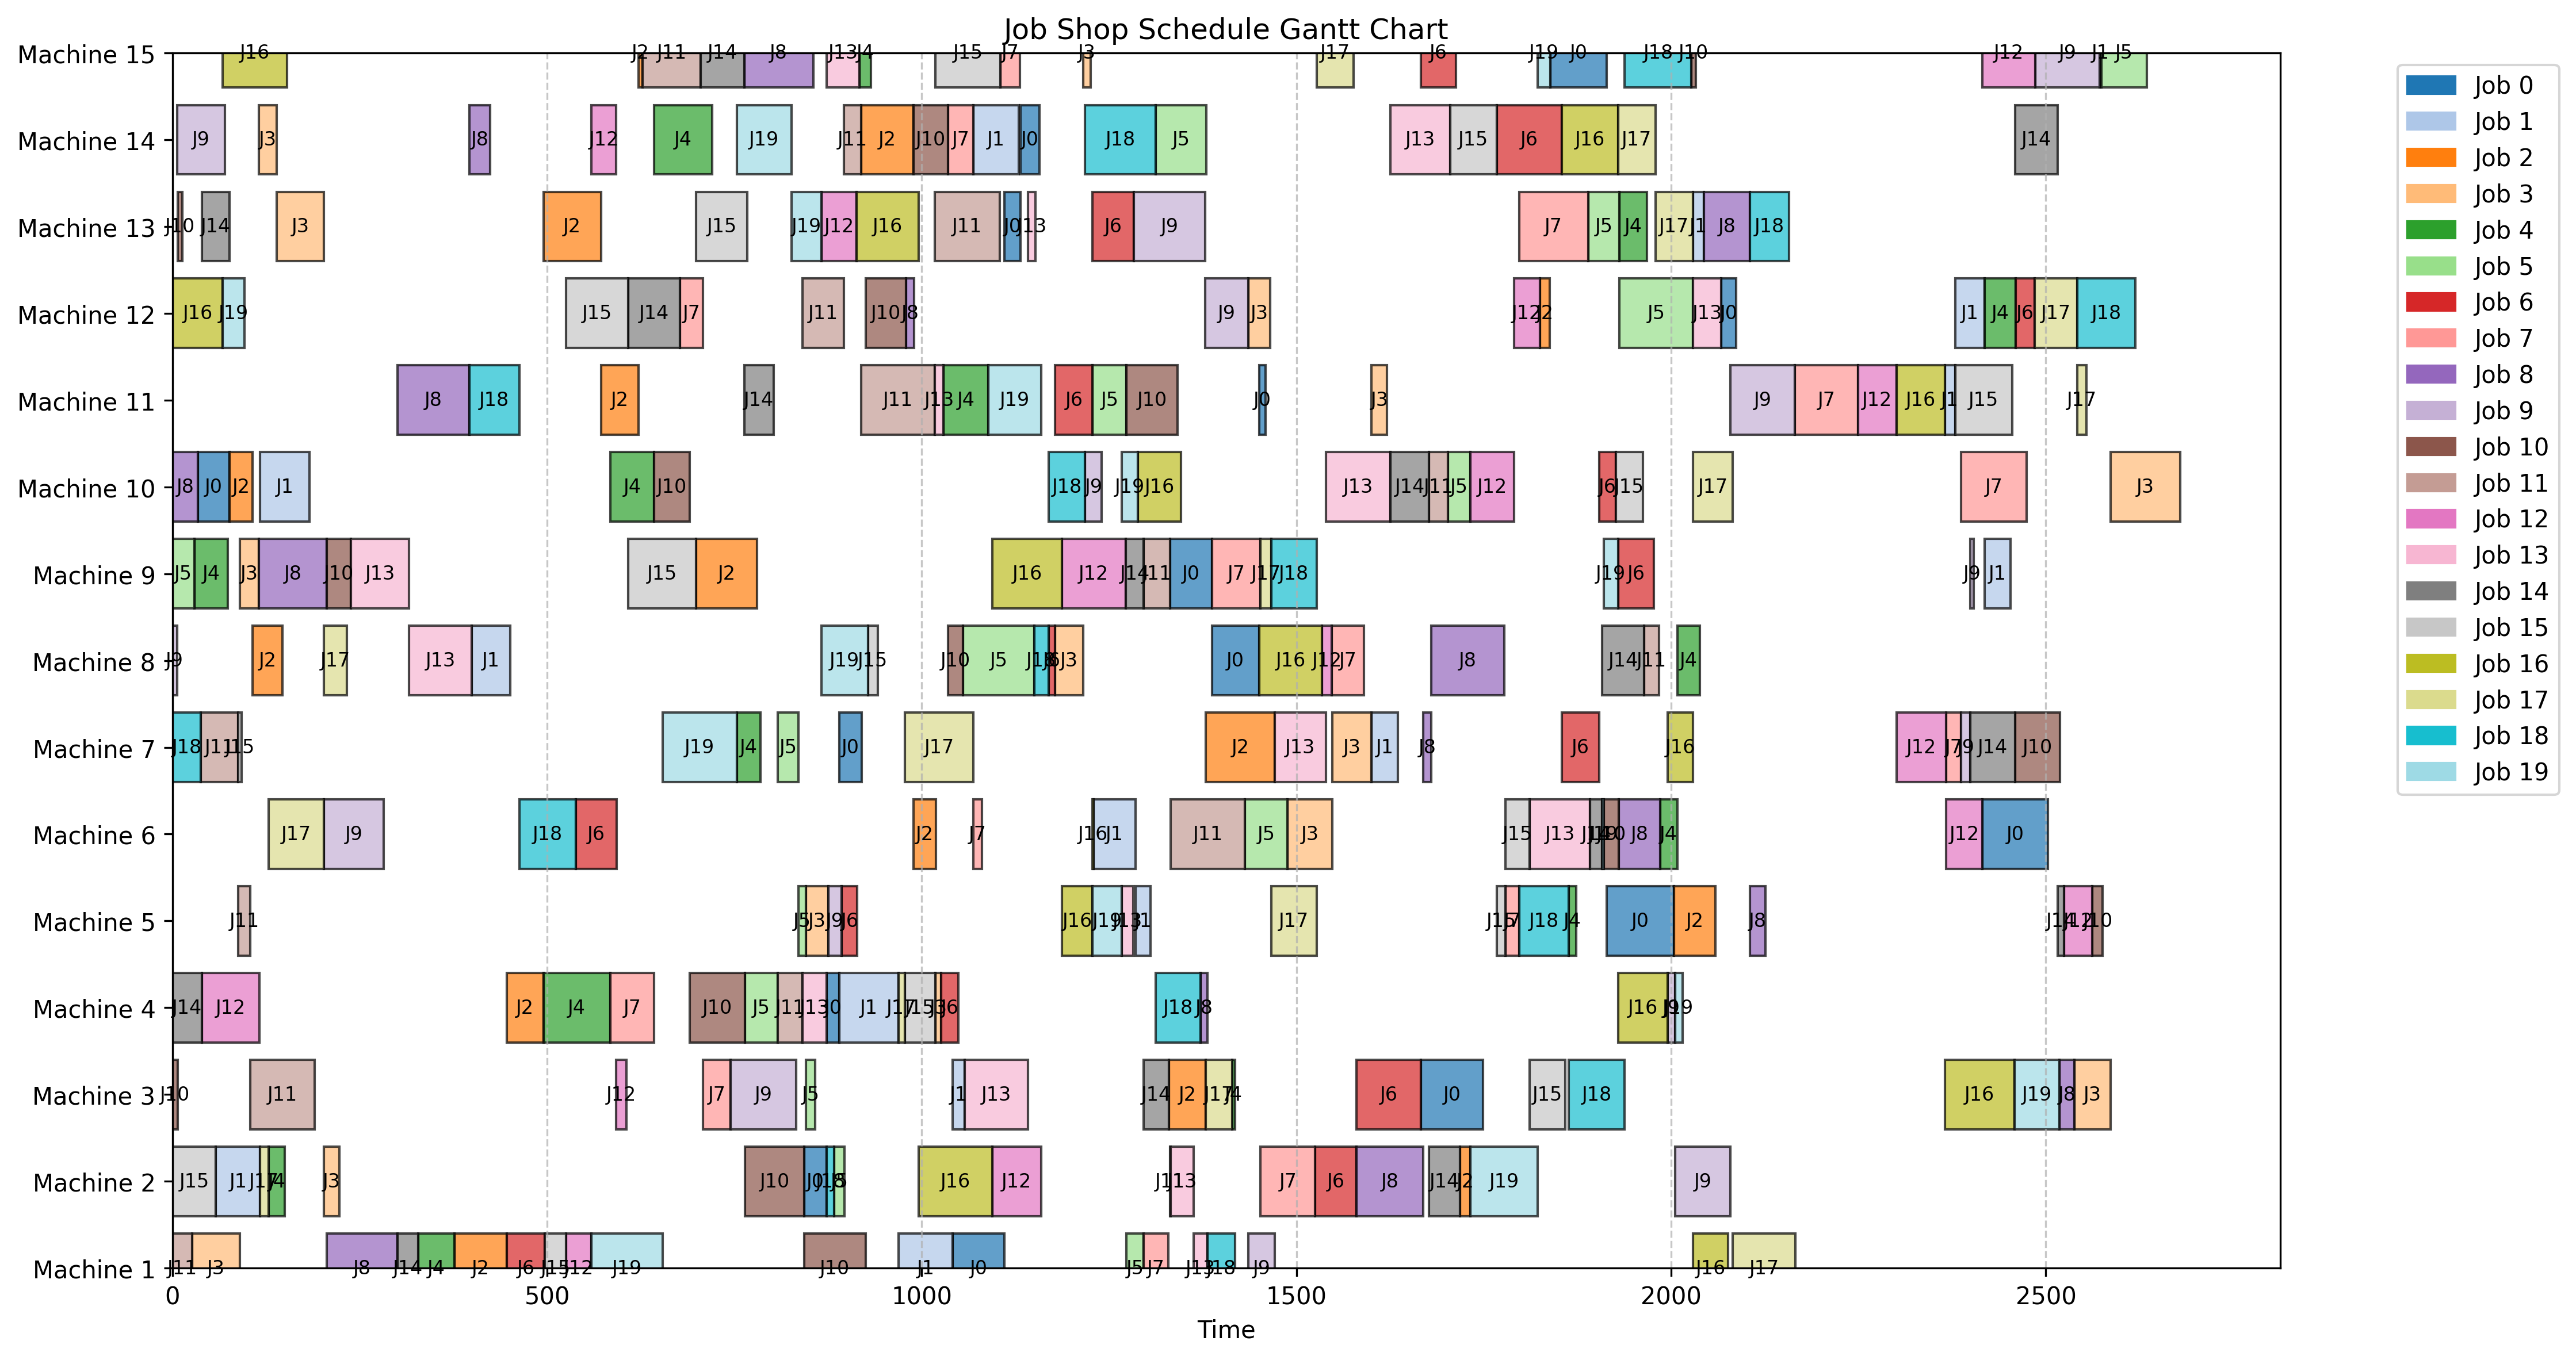 Job Shop Schedule Gantt Chart
Machine 15 J16 J2 J11 J14 J8 J13 J4 J15 J7 J3 J17 J6 J19 J0 J18 J10 J12 J9 J1 J5
Machine 14 J9 J3 J8 J12 J4 J19 J11 J2 J10 J7 J1 J0 J18 J5 J13 J15 J6 J16 J17 J14
Machine 13 J10 J14 J3 J2 J15 J19 J12 J16 J11 J0 J13 J6 J9 J7 J5 J4 J17 J1 J8 J18
Machine 12 J16 J19 J15 J14 J7 J11 J10 J8 J9 J3 J12 J2 J5 J13 J0 J1 J4 J6 J17 J18
Machine 11 J8 J18 J2 J14 J11 J13 J4 J19 J6 J5 J10 J0 J3 J9 J7 J12 J16 J1 J15 J17
Machine 10 J8 J0 J2 J1 J4 J10 J18 J9 J19 J16 J13 J14 J11 J5 J12 J6 J15 J17 J7 J3
Machine 9 J5 J4 J3 J8 J10 J13 J15 J2 J16 J12 J14 J11 J0 J7 J17 J18 J19 J6 J9 J1
Machine 8 J9 J2 J17 J13 J1 J19 J15 J10 J5 J18 J6 J3 J0 J16 J12 J7 J8 J14 J11 J4
Machine 7 J18 J11 J15 J19 J4 J5 J0 J17 J2 J13 J3 J1 J8 J6 J16 J12 J7 J9 J14 J10
Machine 6 J17 J9 J18 J6 J2 J7 J16 J1 J11 J5 J3 J15 J13 J14 J19 J10 J8 J4 J12 J0
Machine 5 J11 J5 J3 J9 J6 J16 J19 J13 J1 J17 J15 J7 J18 J4 J0 J2 J8 J14 J12 J10
Machine 4 J14 J12 J2 J4 J7 J10 J5 J11 J13 J0 J1 J17 J15 J3 J6 J18 J8 J16 J9 J19
Machine 3 J10 J11 J12 J7 J9 J5 J1 J13 J14 J2 J17 J4 J6 J0 J15 J18 J16 J19 J8 J3
Machine 2 J15 J1 J17 J4 J3 J10 J0 J18 J5 J16 J12 J11 J13 J7 J6 J8 J14 J2 J19 J9
Machine 1 J11 J3 J8 J14 J4 J2 J6 J15 J12 J19 J10 J1 J0 J5 J7 J13 J18 J9 J16 J17
0 500 1000 1500 2000 2500
Time
Job 0
Job 1
Job 2
Job 3
Job 4
Job 5
Job 6
Job 7
Job 8
Job 9
Job 10
Job 11
Job 12
Job 13
Job 14
Job 15
Job 16
Job 17
Job 18
Job 19